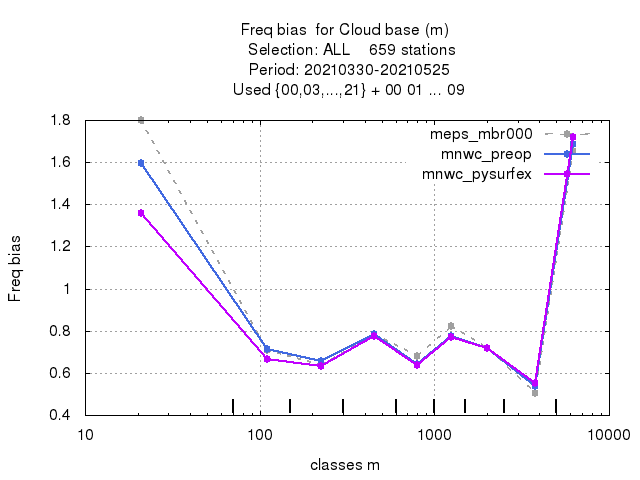 Freq bias  for Cloud base (m)
Selection: ALL    659 stations
Period: 20210330-20210525
Used {00,03,...,21} + 00 01 ... 09
meps_mbr000
mnwc_preop
mnwc_pysurfex
Freq bias
1.8
1.6
1.4
1.2
1
0.8
0.6
0.4
10
100
1000
10000
classes m